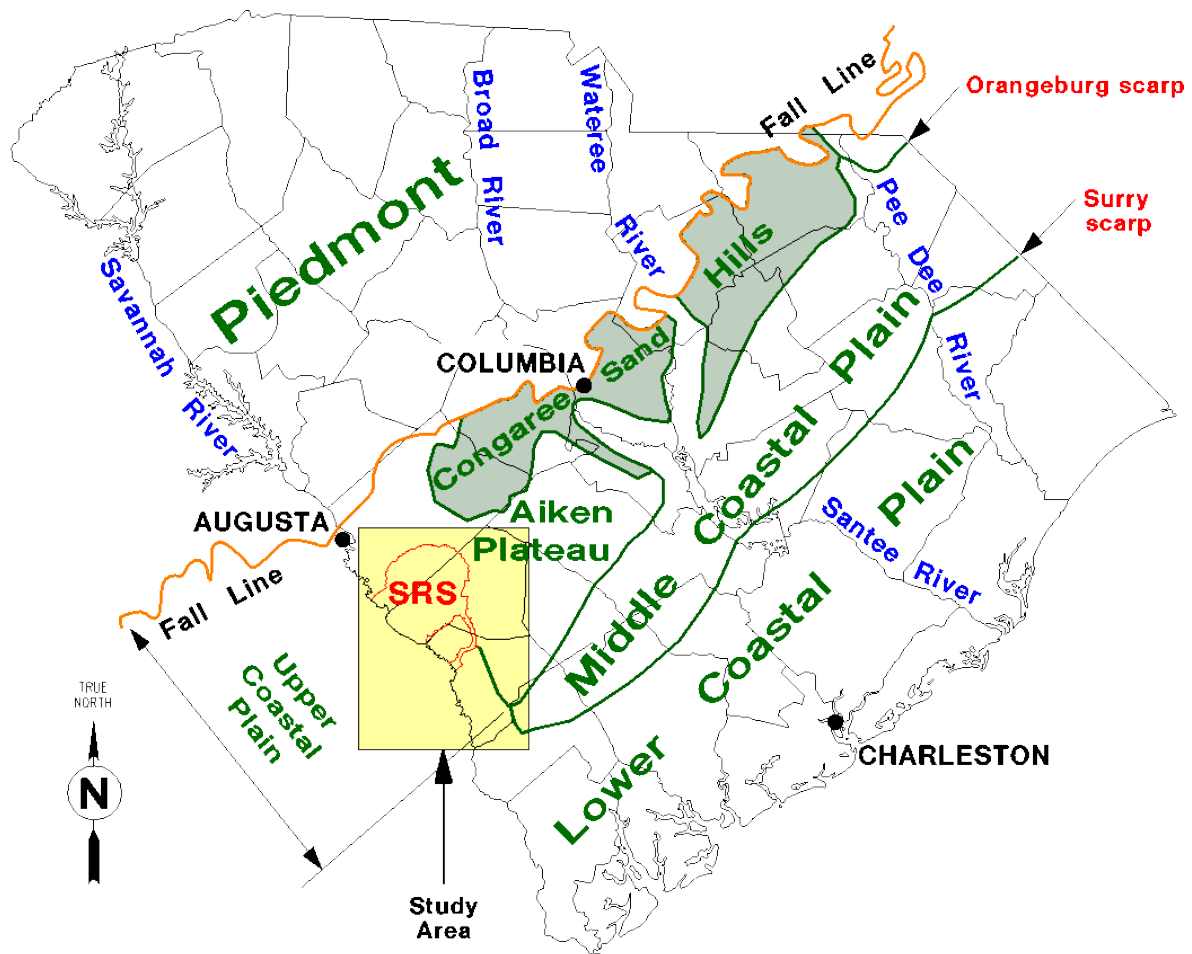 Broad River
Wateree River
Fall Line
Orangeburg scarp
Surry
scarp
Piedmont
Savannah River
Pee Dee River
COLUMBIA
Congaree Sand Hills
AUGUSTA
Aiken
Plateau
SRS
Fall Line
Upper
Coastal
Plain
Middle Coastal Plain
Lower Coastal Plain
Santee River
CHARLESTON
TRUE
NORTH
N
Study
Area